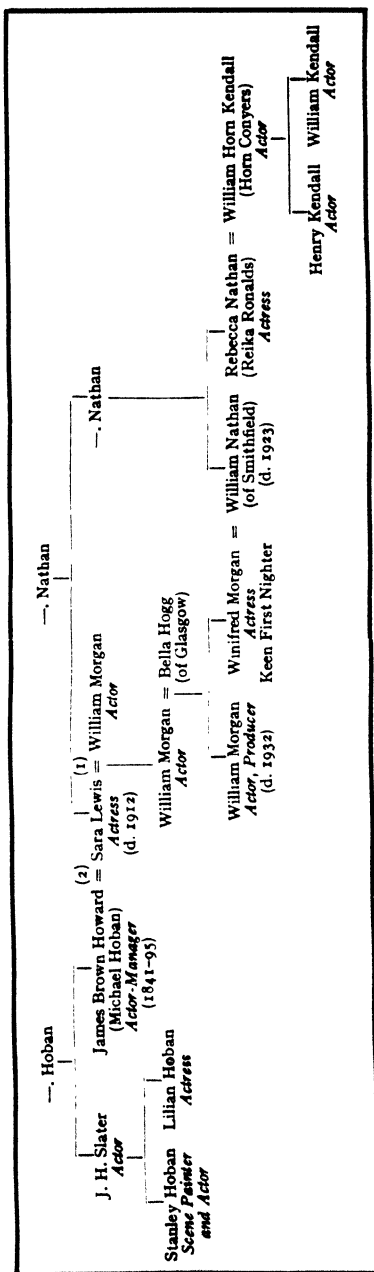 —. Hoban
—. Nathan
J. H. Slater
Actor
James Brown Howard
(Michael Hoban)
Actor-Manager
(1841-95)
(2)
= Sara Lewis
Actress
(d. 1912)
(1)
= William Morgan
Actor
—. Nathan
Stanley Hoban
Scene Painter
and Actor
Lilian Hoban
Actress
William Morgan
Actor
= Bella Hogg
(of Glasgow)
William Morgan
Actor, Producer
(d. 1932)
Winifred Morgan
Actress
Keen First Nighter
= William Nathan
(of Smithfield)
(d. 1923)
Rebecca Nathan
(Reika Ronalds)
Actress
= William Horn Kendall
(Horn Conyers)
Actor
Henry Kendall
Actor
William Kendall
Actor